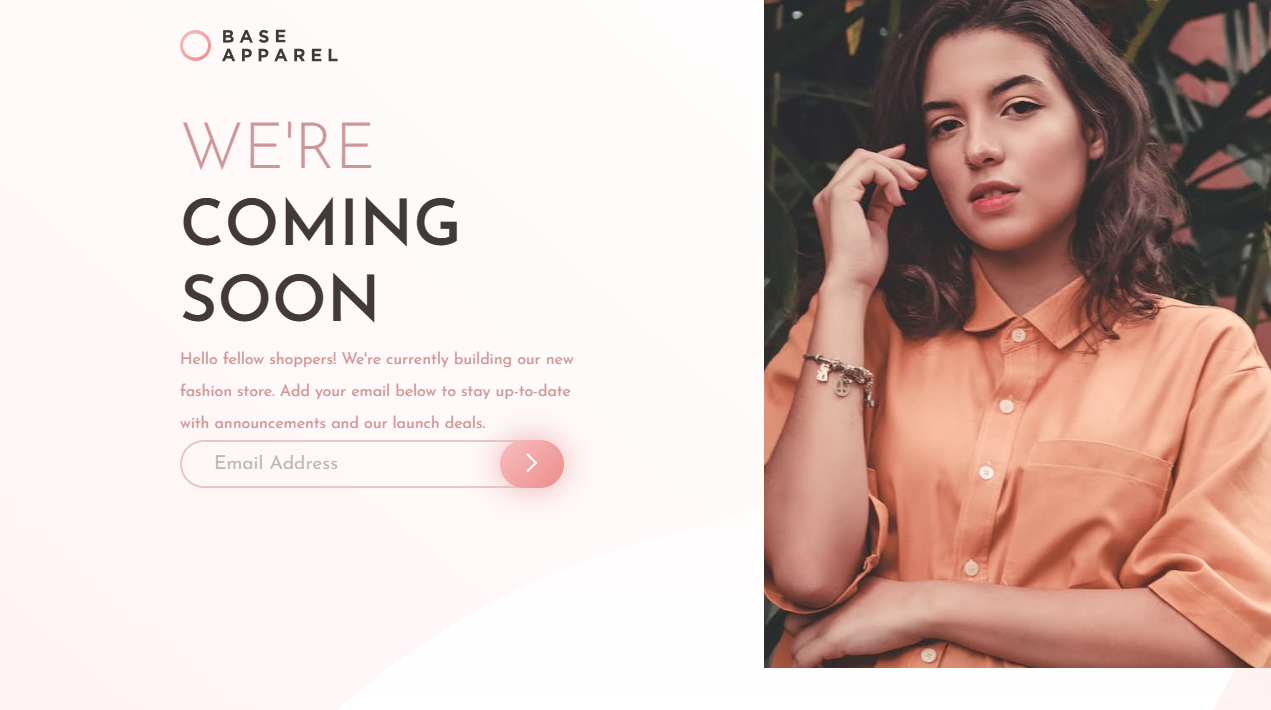 BASE
APPAREL
WE'RE
COMING
SOON
Hello fellow shoppers! We're currently building our new
fashion store. Add your email below to stay up-to-date
with announcements and our launch deals.
Email Address